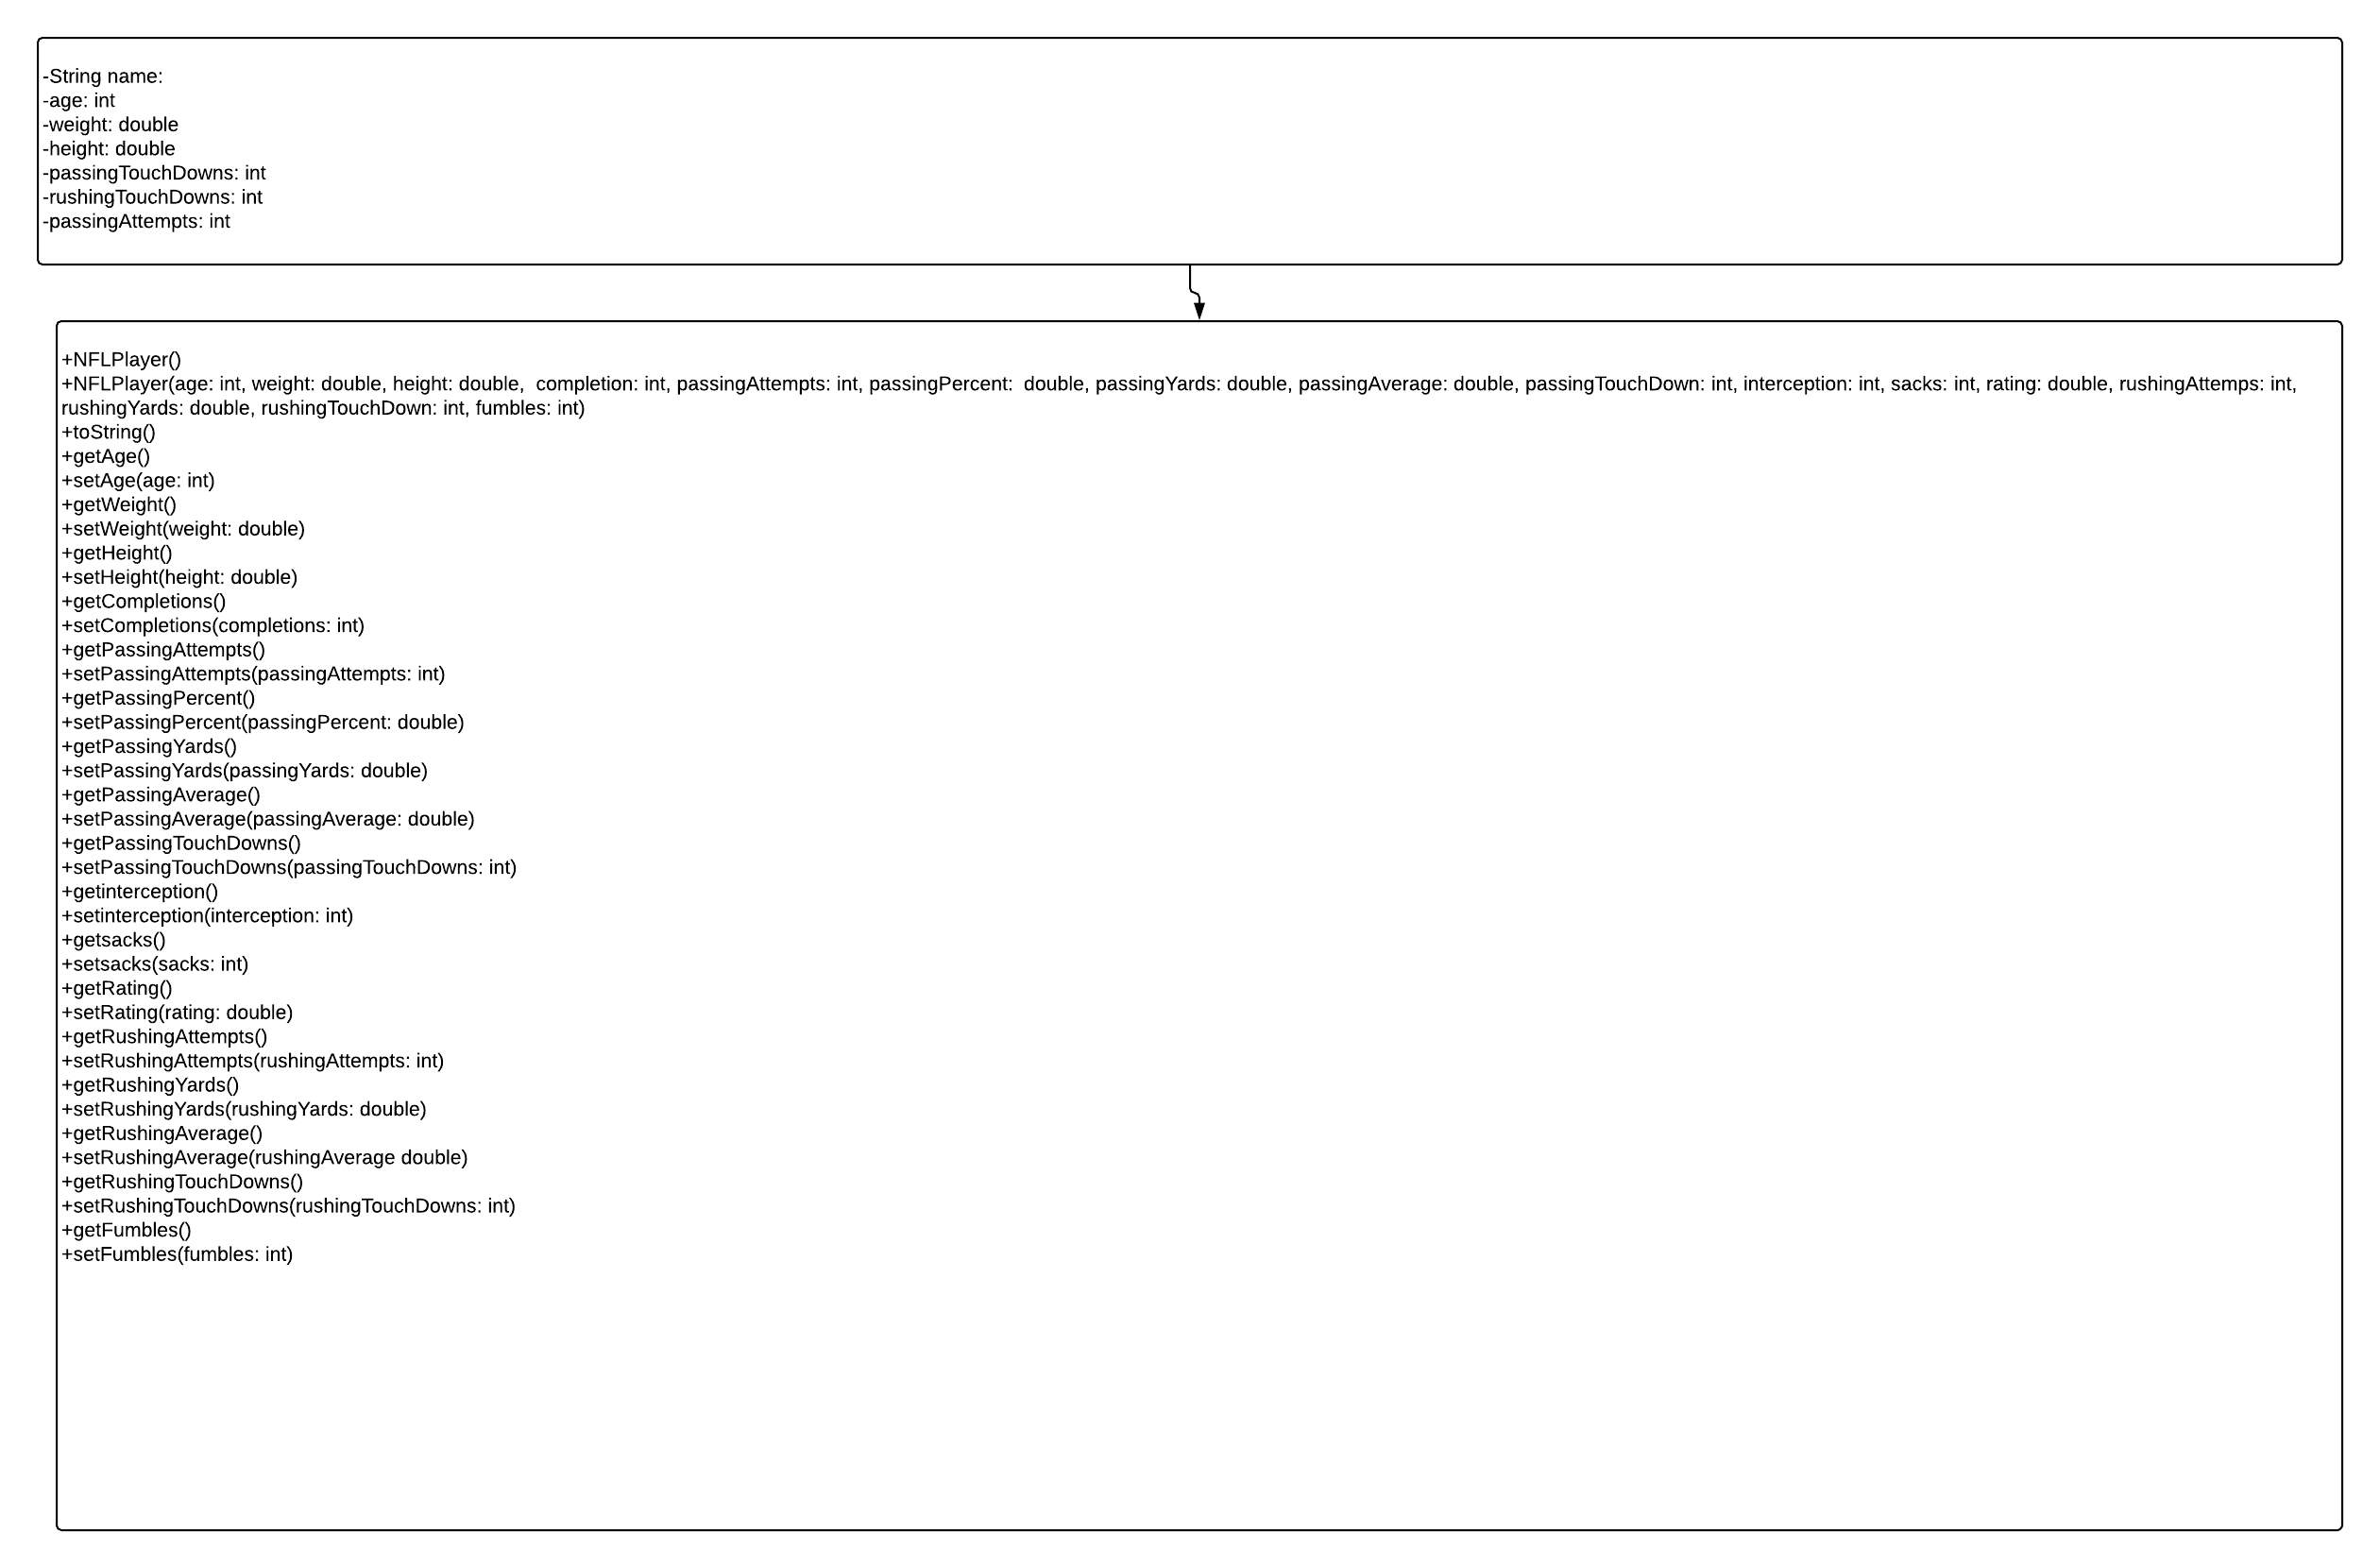 -String name:
-age: int
-weight: double
-height: double
-passingTouchDowns: int
-rushingTouchDowns: int
-passingAttempts: int
+NFLPlayer()
+NFLPlayer(age: int, weight: double, height: double,  completion: int, passingAttempts: int, passingPercent:  double, passingYards: double, passingAverage: double, passingTouchDown: int, interception: int, sacks: int, rating: double, rushingAttemps: int,
rushingYards: double, rushingTouchDown: int, fumbles: int)
+toString()
+getAge()
+setAge(age: int)
+getWeight()
+setWeight(weight: double)
+getHeight()
+setHeight(height: double)
+getCompletions()
+setCompletions(completions: int)
+getPassingAttempts()
+setPassingAttempts(passingAttempts: int)
+getPassingPercent()
+setPassingPercent(passingPercent: double)
+getPassingYards()
+setPassingYards(passingYards: double)
+getPassingAverage()
+setPassingAverage(passingAverage: double)
+getPassingTouchDowns()
+setPassingTouchDowns(passingTouchDowns: int)
+getinterception()
+setinterception(interception: int)
+getsacks()
+setsacks(sacks: int)
+getRating()
+setRating(rating: double)
+getRushingAttempts()
+setRushingAttempts(rushingAttempts: int)
+getRushingYards()
+setRushingYards(rushingYards: double)
+getRushingAverage()
+setRushingAverage(rushingAverage double)
+getRushingTouchDowns()
+setRushingTouchDowns(rushingTouchDowns: int)
+getFumbles()
+setFumbles(fumbles: int)